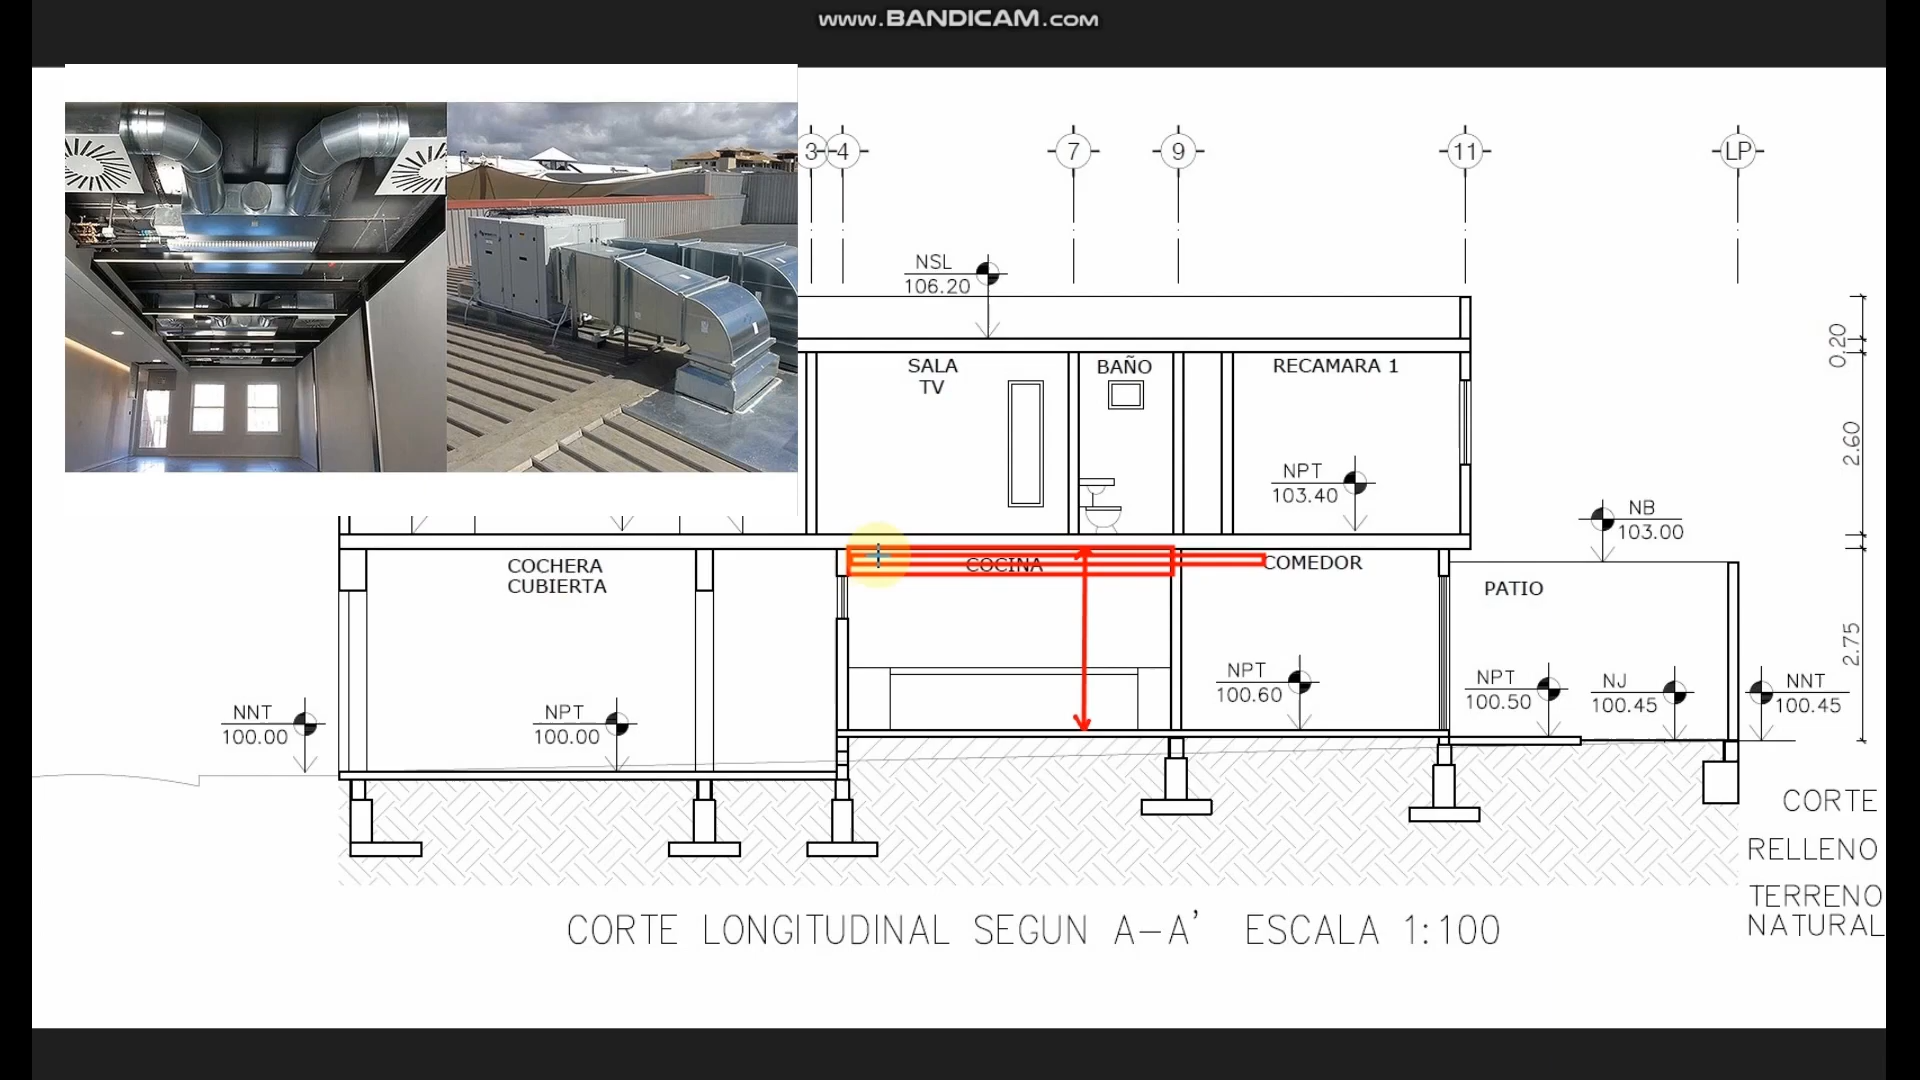 www.BANDICAM.com
3 4 7 9 11 LP
NSL
106.20
SALA
TV
BAÑO
RECAMARA 1
0.20
2.60
NPT
103.40
NB
103.00
COCHERA
CUBIERTA
COCINA
COMEDOR
PATIO
2.75
NNT
100.00
NPT
100.00
NPT
100.60
NPT
100.50
NJ
100.45
NNT
100.45
CORTE
RELLENO
TERRENO
NATURAL
CORTE LONGITUDINAL SEGUN A-A' ESCALA 1:100